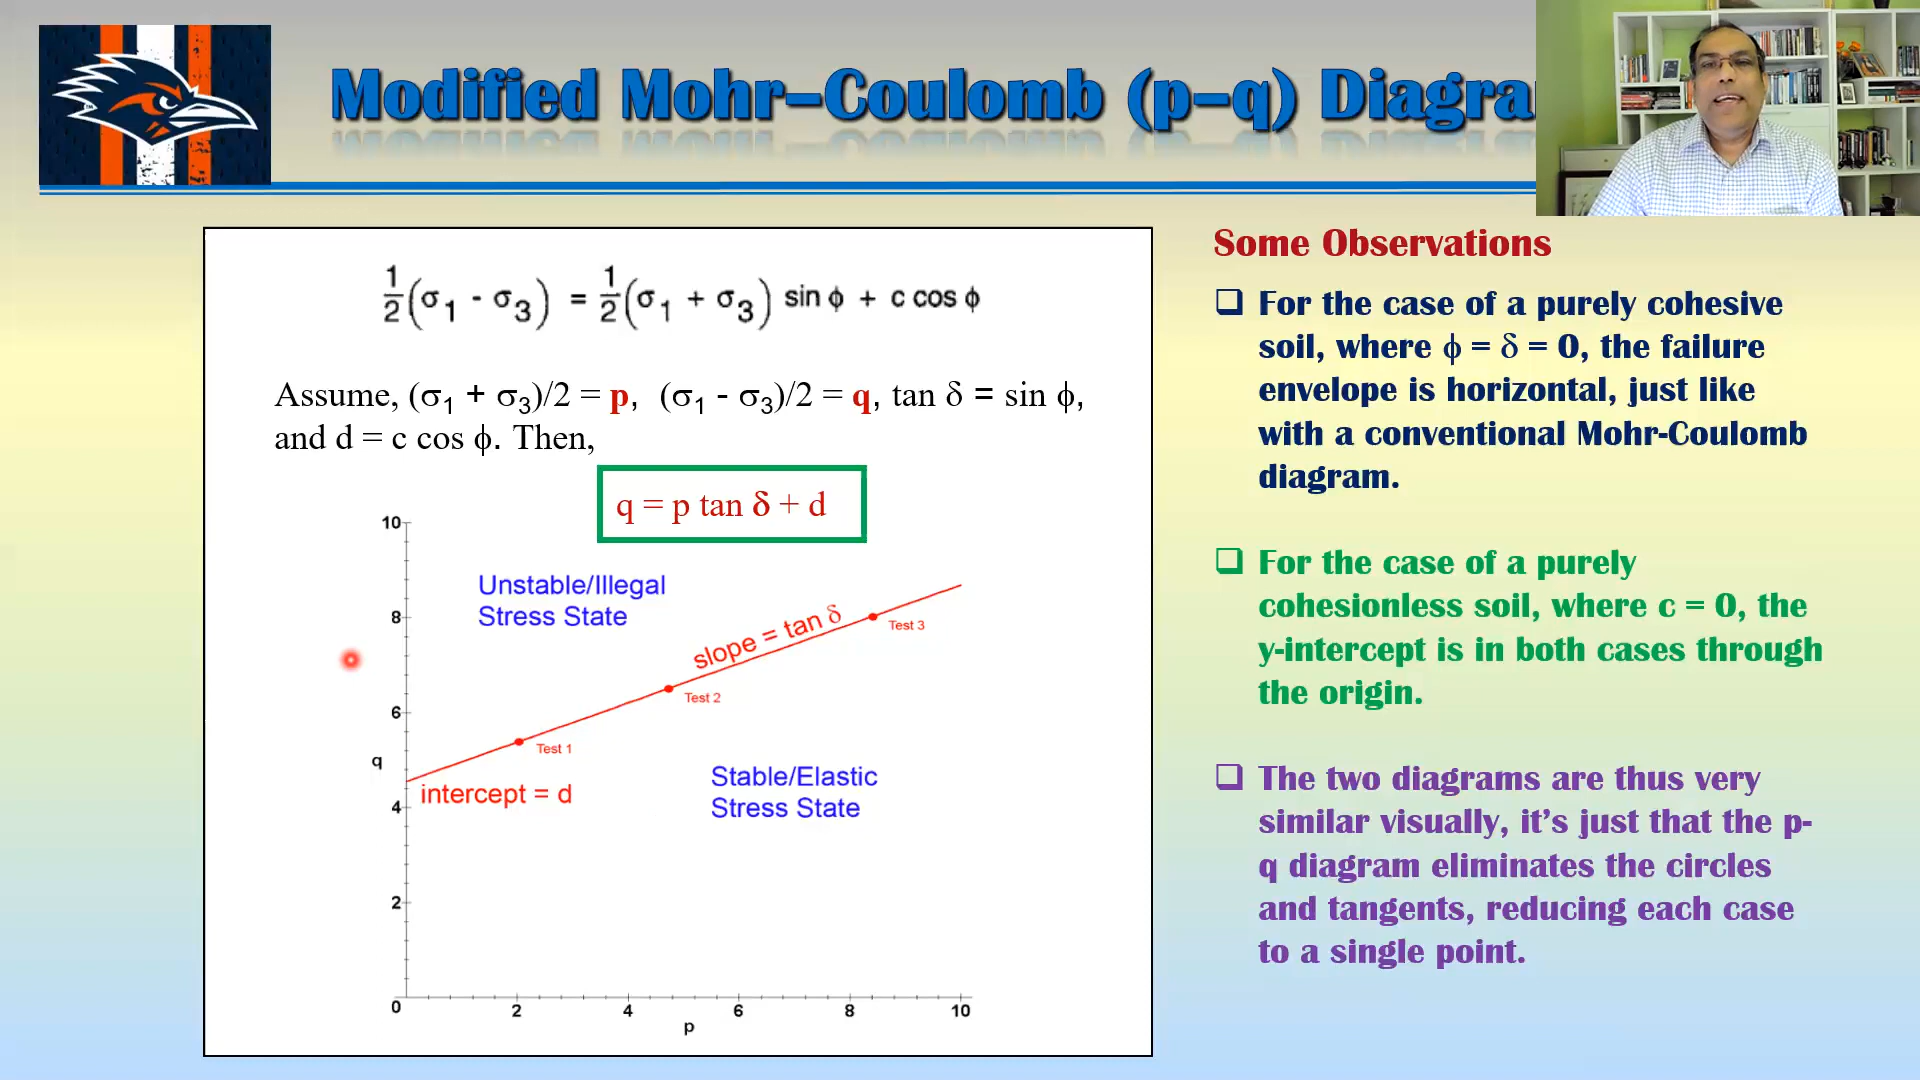 Modified Mohr–Coulomb (p–q) Diagra
1/2(σ1 - σ3) = 1/2(σ1 + σ3) sin ϕ + c cos ϕ
Assume, (σ1 + σ3)/2 = p, (σ1 - σ3)/2 = q, tan δ = sin ϕ,
and d = c cos ϕ. Then,
q = p tan δ + d
10
8
6
q
4
2
0
2
4
6
8
10
p
Unstable/Illegal
Stress State
slope = tan δ
Test 3
Test 2
Test 1
intercept = d
Stable/Elastic
Stress State
Some Observations
❑ For the case of a purely cohesive
soil, where ϕ = δ = 0, the failure
envelope is horizontal, just like
with a conventional Mohr-Coulomb
diagram.
❑ For the case of a purely
cohesionless soil, where c = 0, the
y-intercept is in both cases through
the origin.
❑ The two diagrams are thus very
similar visually, it’s just that the p-
q diagram eliminates the circles
and tangents, reducing each case
to a single point.